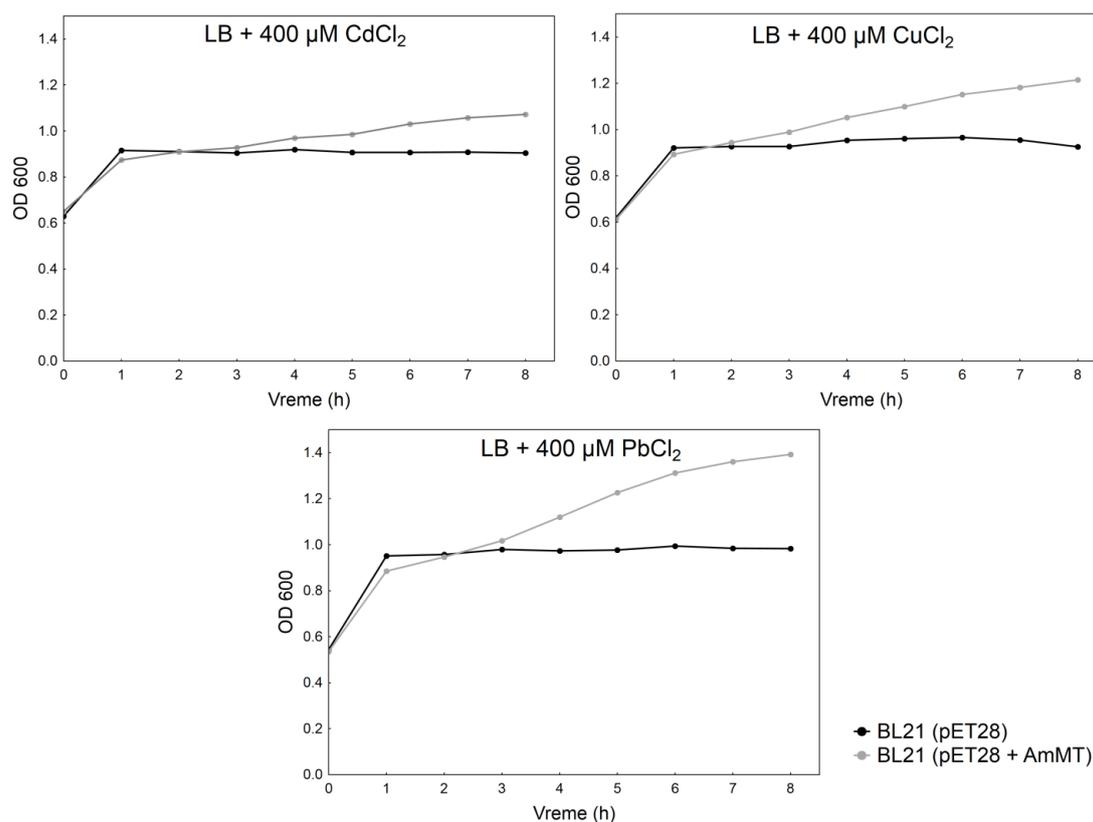 LB + 400 µM CdCl₂
OD 600
1.4
1.2
1.0
0.8
0.6
0.4
0.2
0.0
0 1 2 3 4 5 6 7 8
Vreme (h)
LB + 400 µM CuCl₂
OD 600
1.4
1.2
1.0
0.8
0.6
0.4
0.2
0.0
0 1 2 3 4 5 6 7 8
Vreme (h)
LB + 400 µM PbCl₂
OD 600
1.4
1.2
1.0
0.8
0.6
0.4
0.2
0.0
0 1 2 3 4 5 6 7 8
Vreme (h)
BL21 (pET28)
BL21 (pET28 + AmMT)